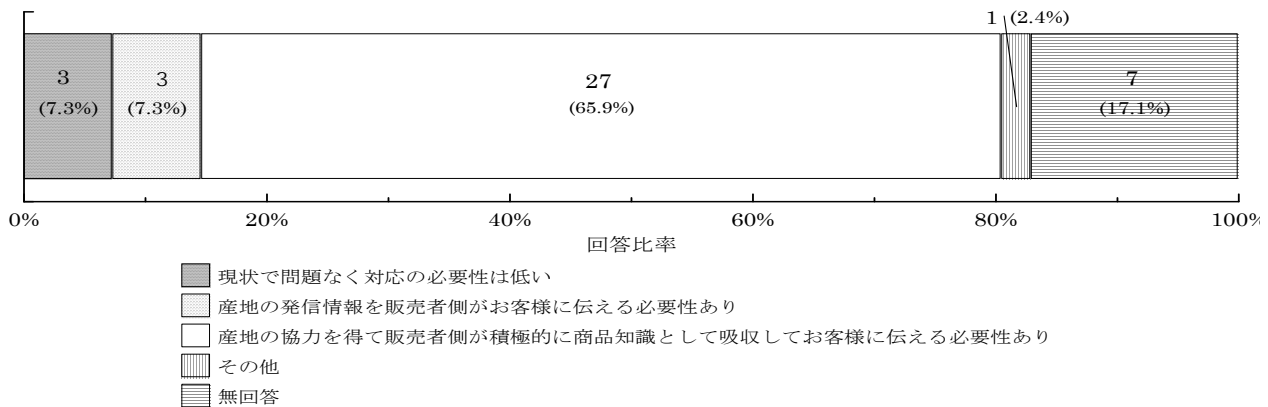 1 (2.4%)
3 3 27 7
(7.3%) (7.3%) (65.9%) (17.1%)
0% 20% 40% 60% 80% 100%
回答比率
現状で問題なく対応の必要性は低い
産地の発信情報を販売者側がお客様に伝える必要性あり
産地の協力を得て販売者側が積極的に商品知識として吸収してお客様に伝える必要性あり
その他
無回答